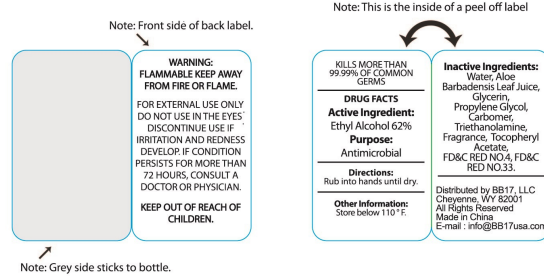 Note: Front side of back label.
WARNING:
FLAMMABLE KEEP AWAY
FROM FIRE OR FLAME.
FOR EXTERNAL USE ONLY
DO NOT USE IN THE EYES
DISCONTINUE USE IF
IRRITATION AND REDNESS
DEVELOP. IF CONDITION
PERSISTS FOR MORE THAN
72 HOURS, CONSULT A
DOCTOR OR PHYSICIAN.
KEEP OUT OF REACH OF
CHILDREN.
Note: Grey side sticks to bottle.
Note: This is the inside of a peel off label
KILLS MORE THAN
99.99% OF COMMON
GERMS
DRUG FACTS
Active Ingredient:
Ethyl Alcohol 62%
Purpose:
Antimicrobial
Directions:
Rub into hands until dry.
Other Information:
Store below 110 ° F.
Inactive Ingredients:
Water, Aloe
Barbadensis Leaf Juice,
Glycerin,
Propylene Glycol,
Carbomer,
Triethanolamine,
Fragrance, Tocopheryl
Acetate,
FD&C RED NO.4, FD&C
RED NO.33.
Distributed by BB17, LLC
Cheyenne, WY 82001
All Rights Reserved
Made in China
E-mail : info@BB17usa.com